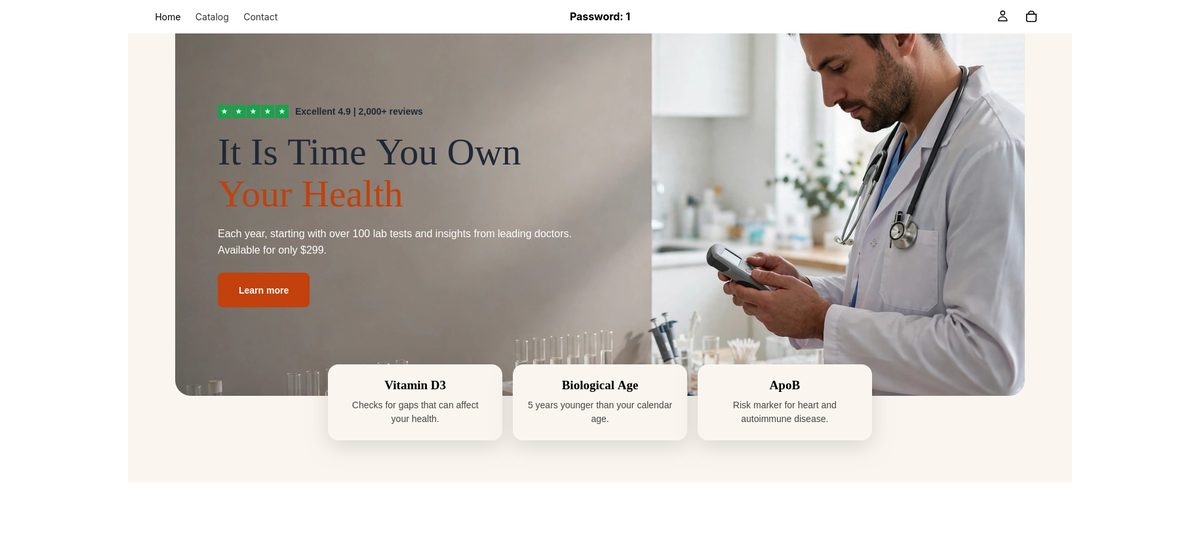 Home Catalog Contact
Password: 1
Excellent 4.9 | 2,000+ reviews
It Is Time You Own
Your Health
Each year, starting with over 100 lab tests and insights from leading doctors.
Available for only $299.
Learn more
Vitamin D3
Checks for gaps that can affect
your health.
Biological Age
5 years younger than your calendar
age.
ApoB
Risk marker for heart and
autoimmune disease.